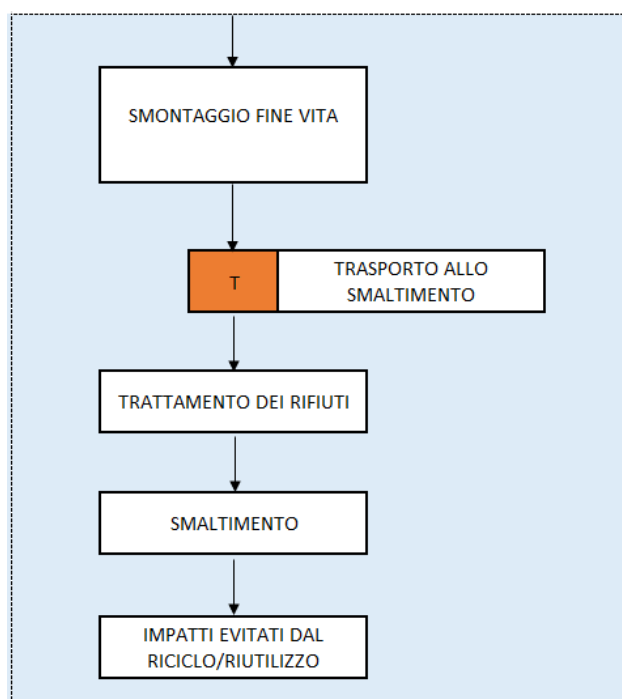 SMONTAGGIO FINE VITA
T
TRASPORTO ALLO
SMALTIMENTO
TRATTAMENTO DEI RIFIUTI
SMALTIMENTO
IMPATTI EVITATI DAL
RICICLO/RIUTILIZZO